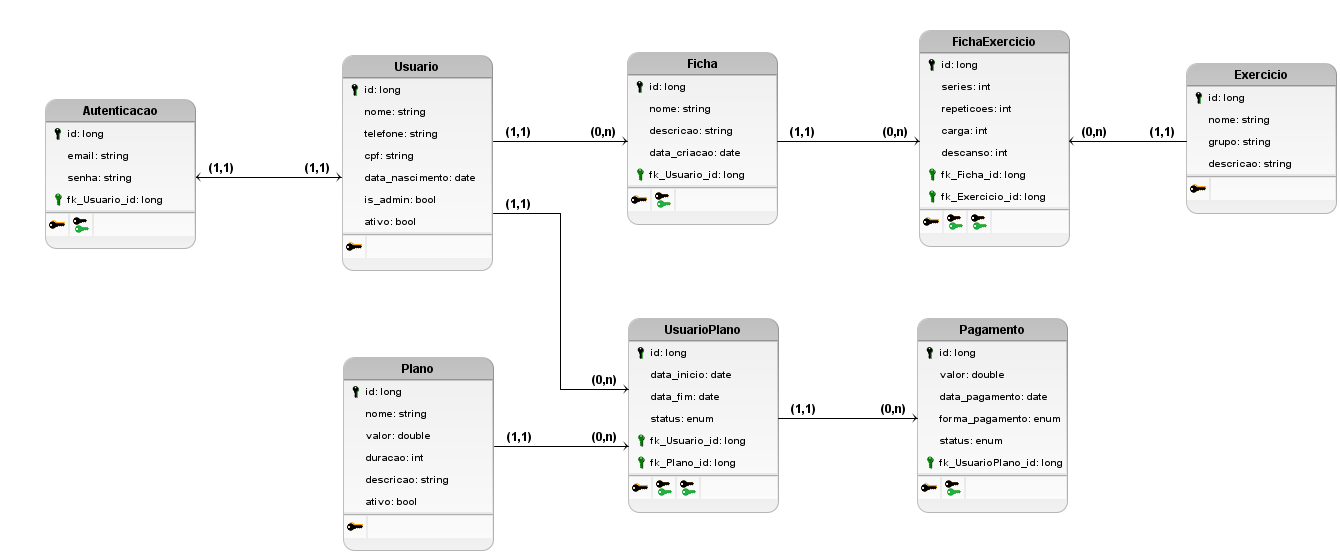 Autenticacao
id: long
email: string
senha: string
fk_Usuario_id: long
(1,1)
(1,1)
Usuario
id: long
nome: string
telefone: string
cpf: string
data_nascimento: date
is_admin: bool
ativo: bool
(1,1)
(0,n)
(1,1)
(0,n)
Ficha
id: long
nome: string
descricao: string
data_criacao: date
fk_Usuario_id: long
(1,1)
(0,n)
FichaExercicio
id: long
series: int
repeticoes: int
carga: int
descanso: int
fk_Ficha_id: long
fk_Exercicio_id: long
(0,n)
(1,1)
Exercicio
id: long
nome: string
grupo: string
descricao: string
Plano
id: long
nome: string
valor: double
duracao: int
descricao: string
ativo: bool
(1,1)
(0,n)
UsuarioPlano
id: long
data_inicio: date
data_fim: date
status: enum
fk_Usuario_id: long
fk_Plano_id: long
(1,1)
(0,n)
Pagamento
id: long
valor: double
data_pagamento: date
forma_pagamento: enum
status: enum
fk_UsuarioPlano_id: long